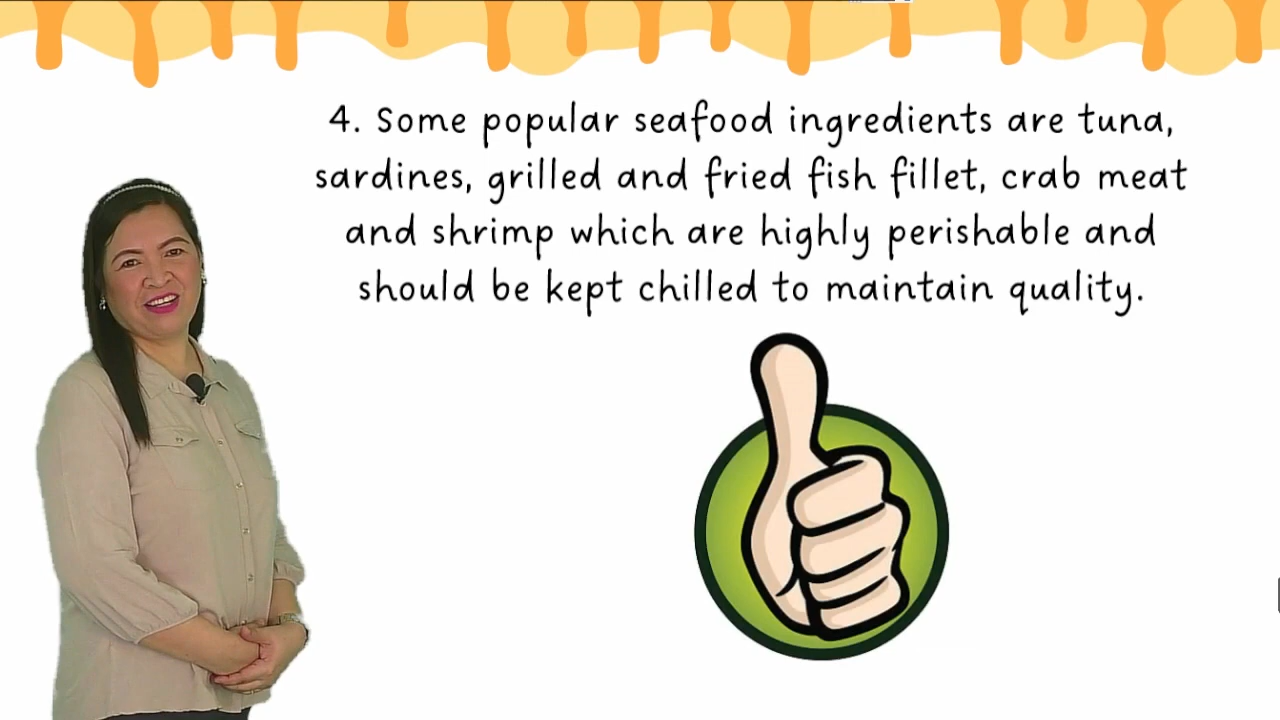 4. Some popular seafood ingredients are tuna,
sardines, grilled and fried fish fillet, crab meat
and shrimp which are highly perishable and
should be kept chilled to maintain quality.